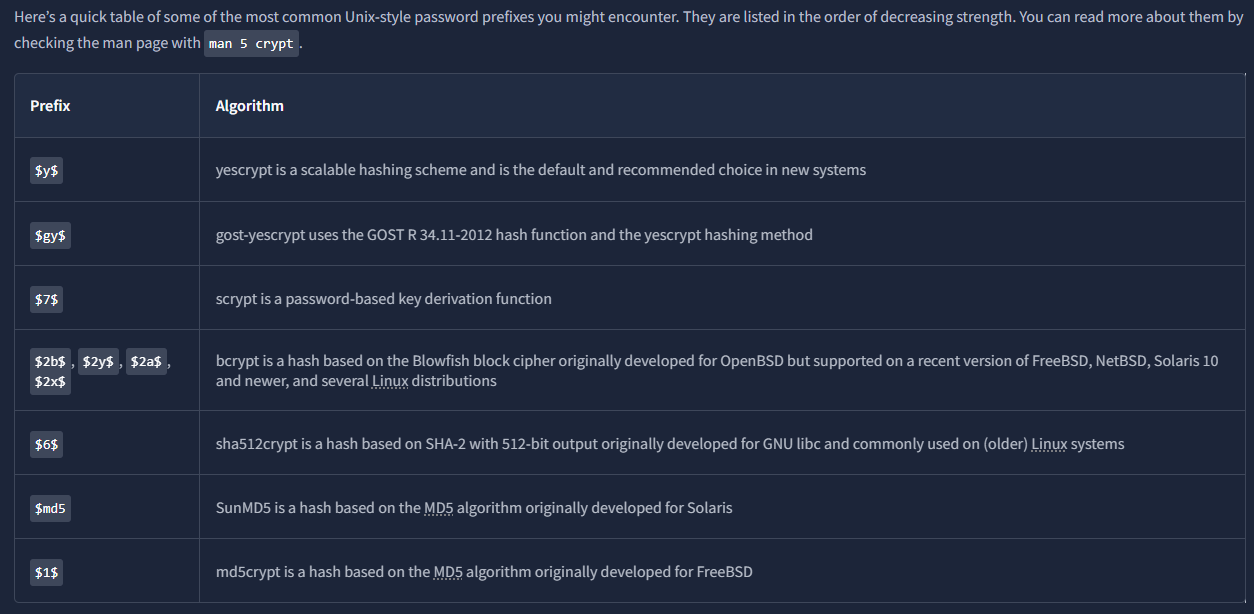 Here's a quick table of some of the most common Unix-style password prefixes you might encounter. They are listed in the order of decreasing strength. You can read more about them by
checking the man page with man 5 crypt.
Prefix Algorithm
$y$ yescrypt is a scalable hashing scheme and is the default and recommended choice in new systems
$gy$ gost-yescrypt uses the GOST R 34.11-2012 hash function and the yescrypt hashing method
$7$ scrypt is a password-based key derivation function
$2b$, $2y$, $2a$, bcrypt is a hash based on the Blowfish block cipher originally developed for OpenBSD but supported on a recent version of FreeBSD, NetBSD, Solaris 10
$2x$ and newer, and several Linux distributions
$6$ sha512crypt is a hash based on SHA-2 with 512-bit output originally developed for GNU libc and commonly used on (older) Linux systems
$md5 SunMD5 is a hash based on the MD5 algorithm originally developed for Solaris
$1$ md5crypt is a hash based on the MD5 algorithm originally developed for FreeBSD